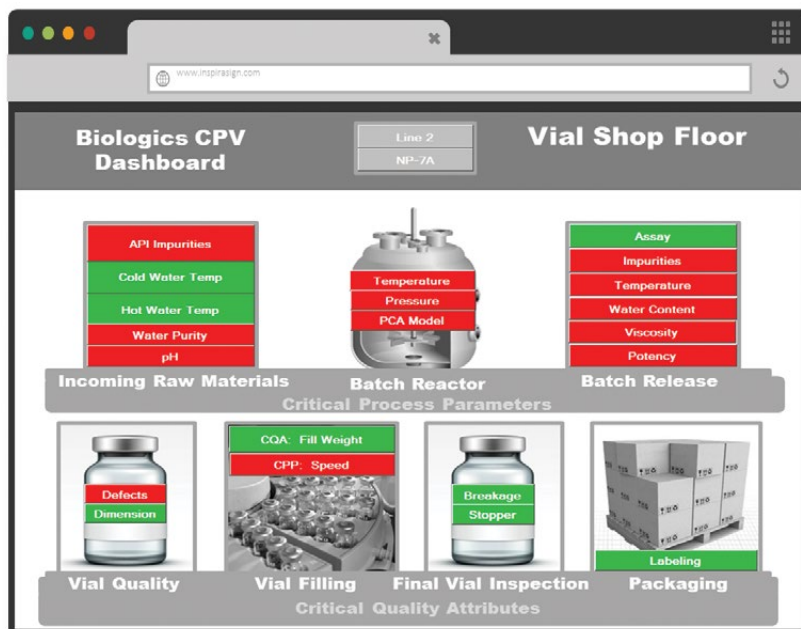 www.inspirasign.com
Biologics CPV
Dashboard
Line 2
NP-7A
Vial Shop Floor
API Impurities
Cold Water Temp
Hot Water Temp
Water Purity
pH
Incoming Raw Materials
Temperature
Pressure
PCA Model
Batch Reactor
Assay
Impurities
Temperature
Water Content
Viscosity
Potency
Batch Release
Critical Process Parameters
Defects
Dimension
Vial Quality
CQA: Fill Weight
CPP: Speed
Vial Filling
Breakage
Stopper
Final Vial Inspection
Labeling
Packaging
Critical Quality Attributes